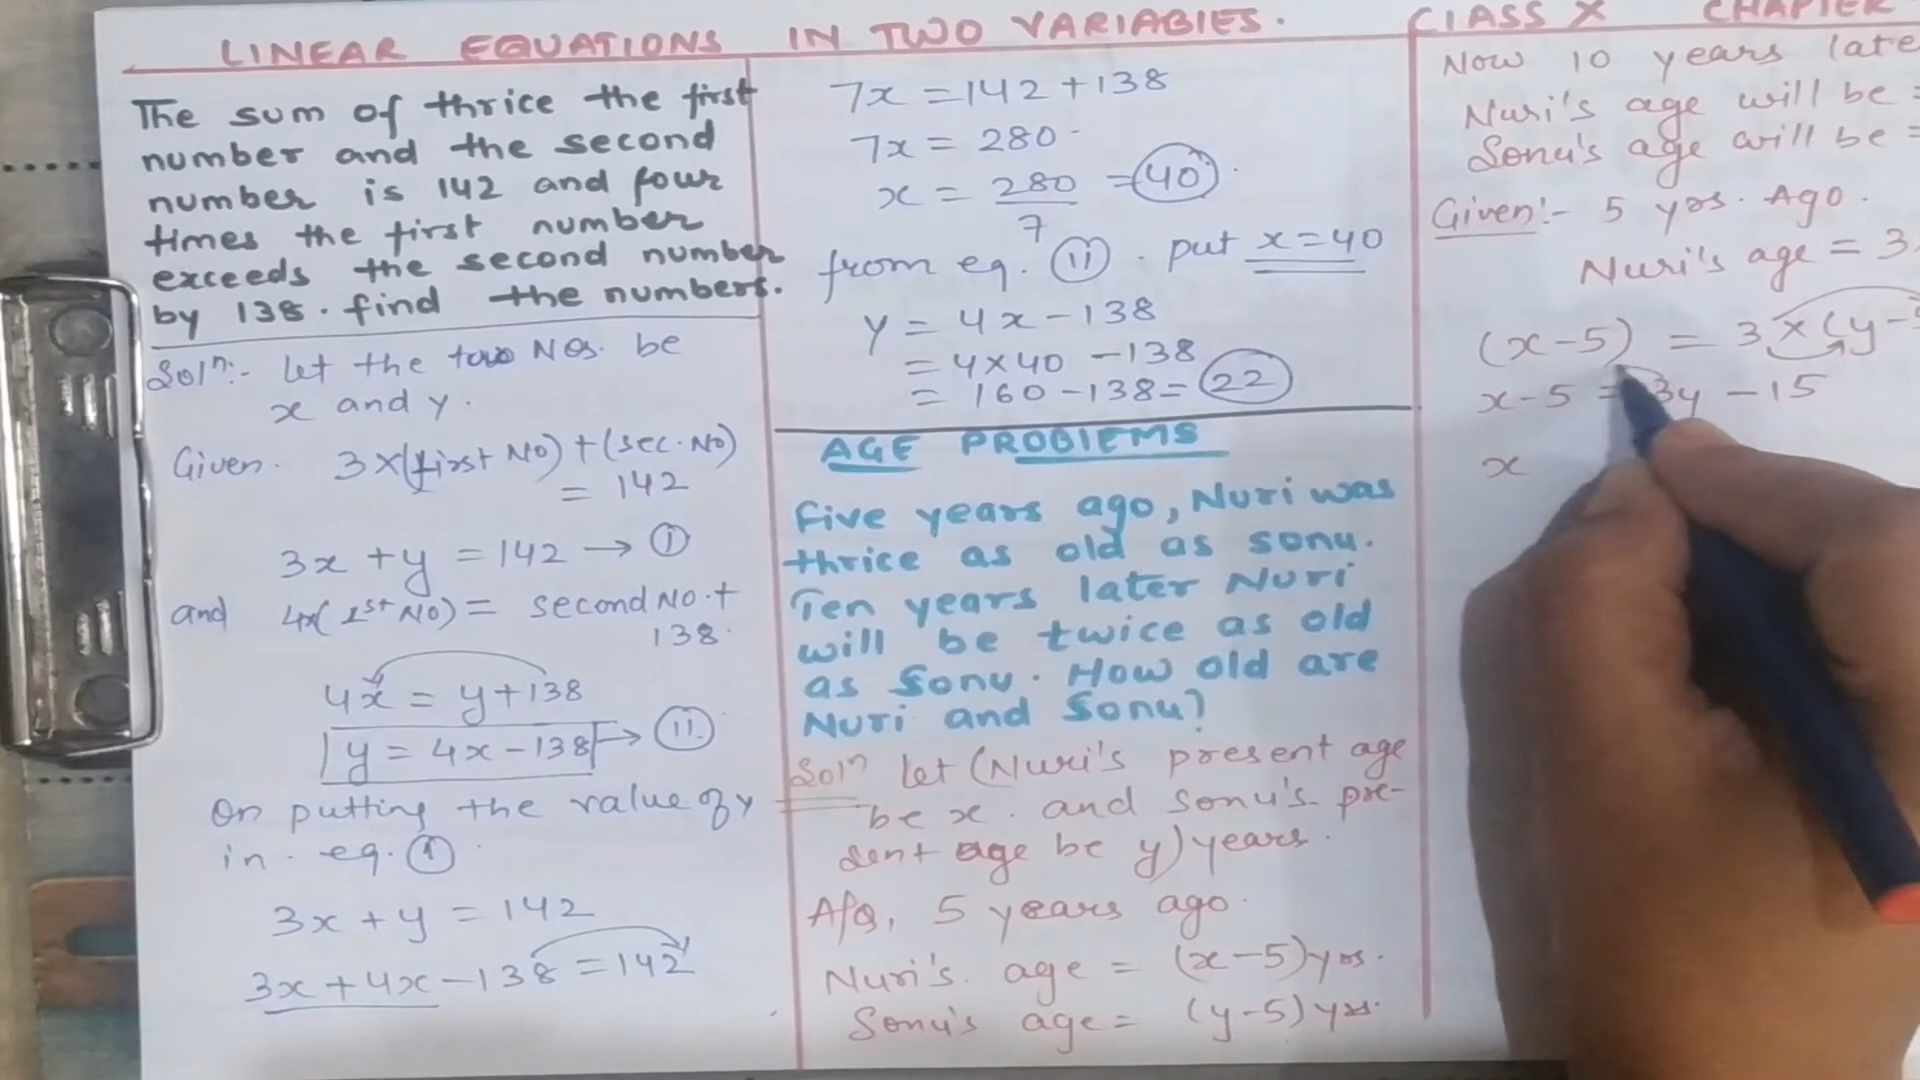 LINEAR EQUATIONS IN TWO VARIABIES. CIASS X CHAPTER
The sum of thrice the first
number and the second
number is 142 and four
times the first number
exceeds the second number
by 138. find the numbers.
Solⁿ:- Let the two Nos. be
x and y.
Given. 3×(first No)+(sec. No)
= 142
3x + y = 142 → (I)
and 4×(1st No) = second No. +
138.
4x = y+138
y = 4x-138 → (II)
On putting the value of y
in eq. (1)
3x + y = 142
3x + 4x - 138 = 142
7x = 142 + 138
7x = 280
x = 280/7 = 40
from eq. (11). put x = 40
y = 4x - 138
= 4×40 - 138
= 160 - 138 = 22
AGE PROBIEMS
Five years ago, Nuri was
thrice as old as sonu.
Ten years later Nuri
will be twice as old
as Sonu. How old are
Nuri and Sonu?
Solⁿ Let (Nuri's present age
be x. and Sonu's pre-
sent age be y) years.
A/Q, 5 years ago.
Nuri's. age = (x-5) yrs.
Sonu's age = (y-5) yrs.
Now 10 years late
Nuri's age will be =
Sonu's age will be =
Given:- 5 yrs. Ago.
Nuri's age = 3
(x-5) = 3×(y-5
x-5 = 3y - 15
x